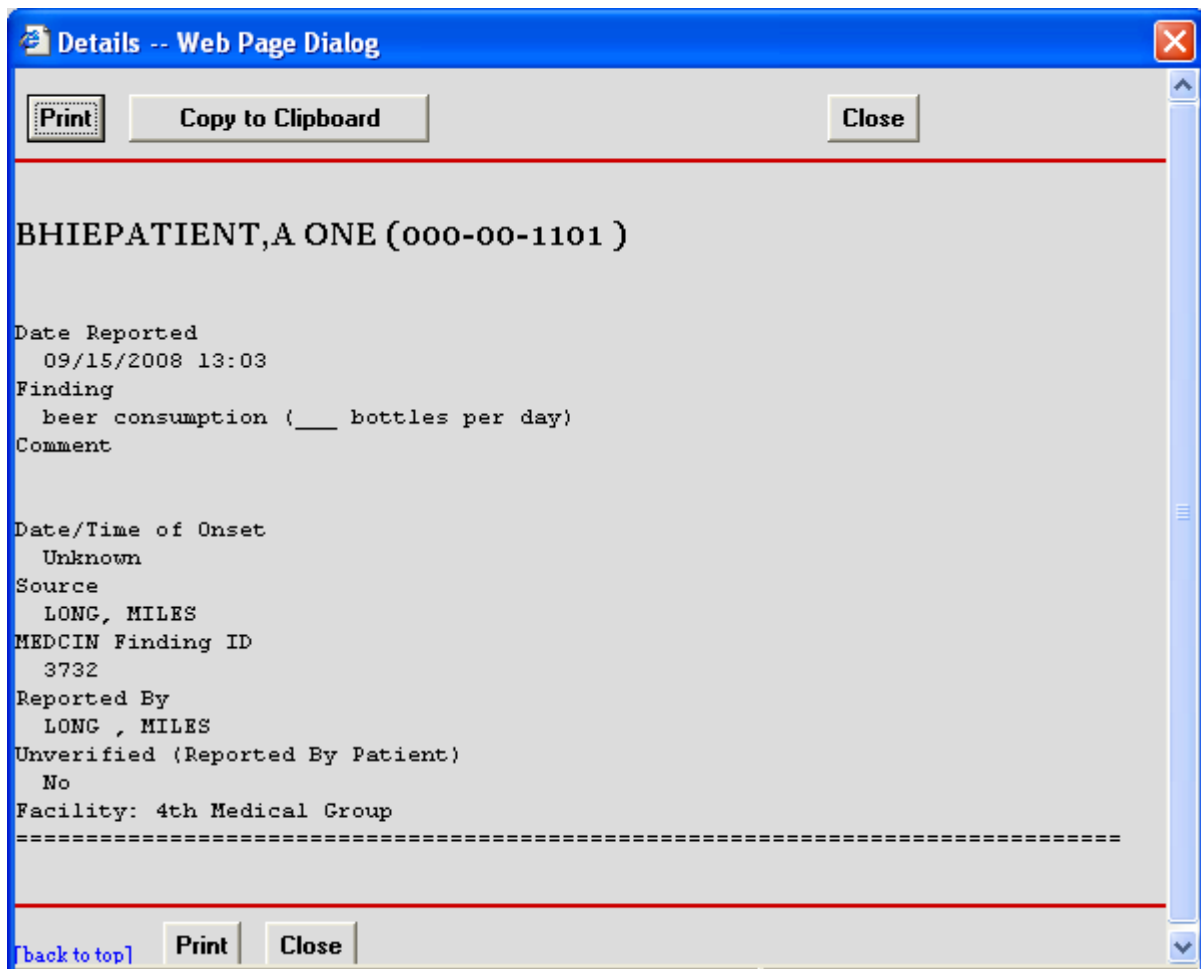 Details -- Web Page Dialog
Print Copy to Clipboard Close
BHIEPATIENT,A ONE (000-00-1101 )
Date Reported
09/15/2008 13:03
Finding
beer consumption (___ bottles per day)
Comment
Date/Time of Onset
Unknown
Source
LONG, MILES
MEDCIN Finding ID
3732
Reported By
LONG , MILES
Unverified (Reported By Patient)
No
Facility: 4th Medical Group
===============================================================================
[back to top] Print Close